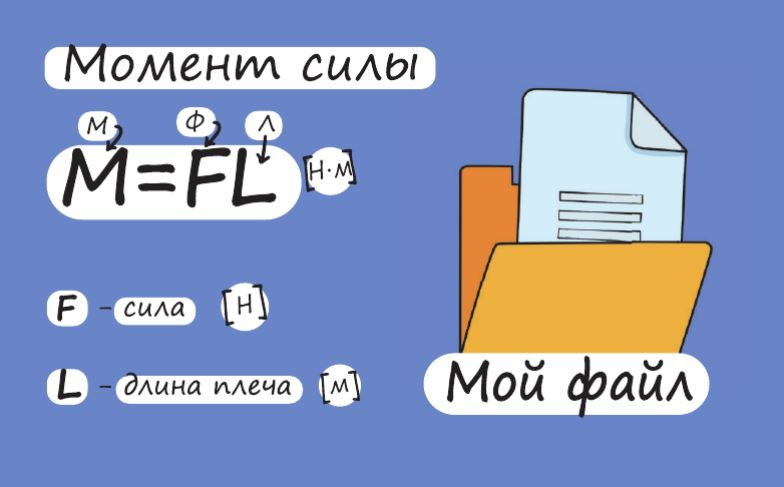 Момент силы
М Ф Л
M=FL [Н·м]
F - сила [Н]
L - длина плеча [м]
Мой файл